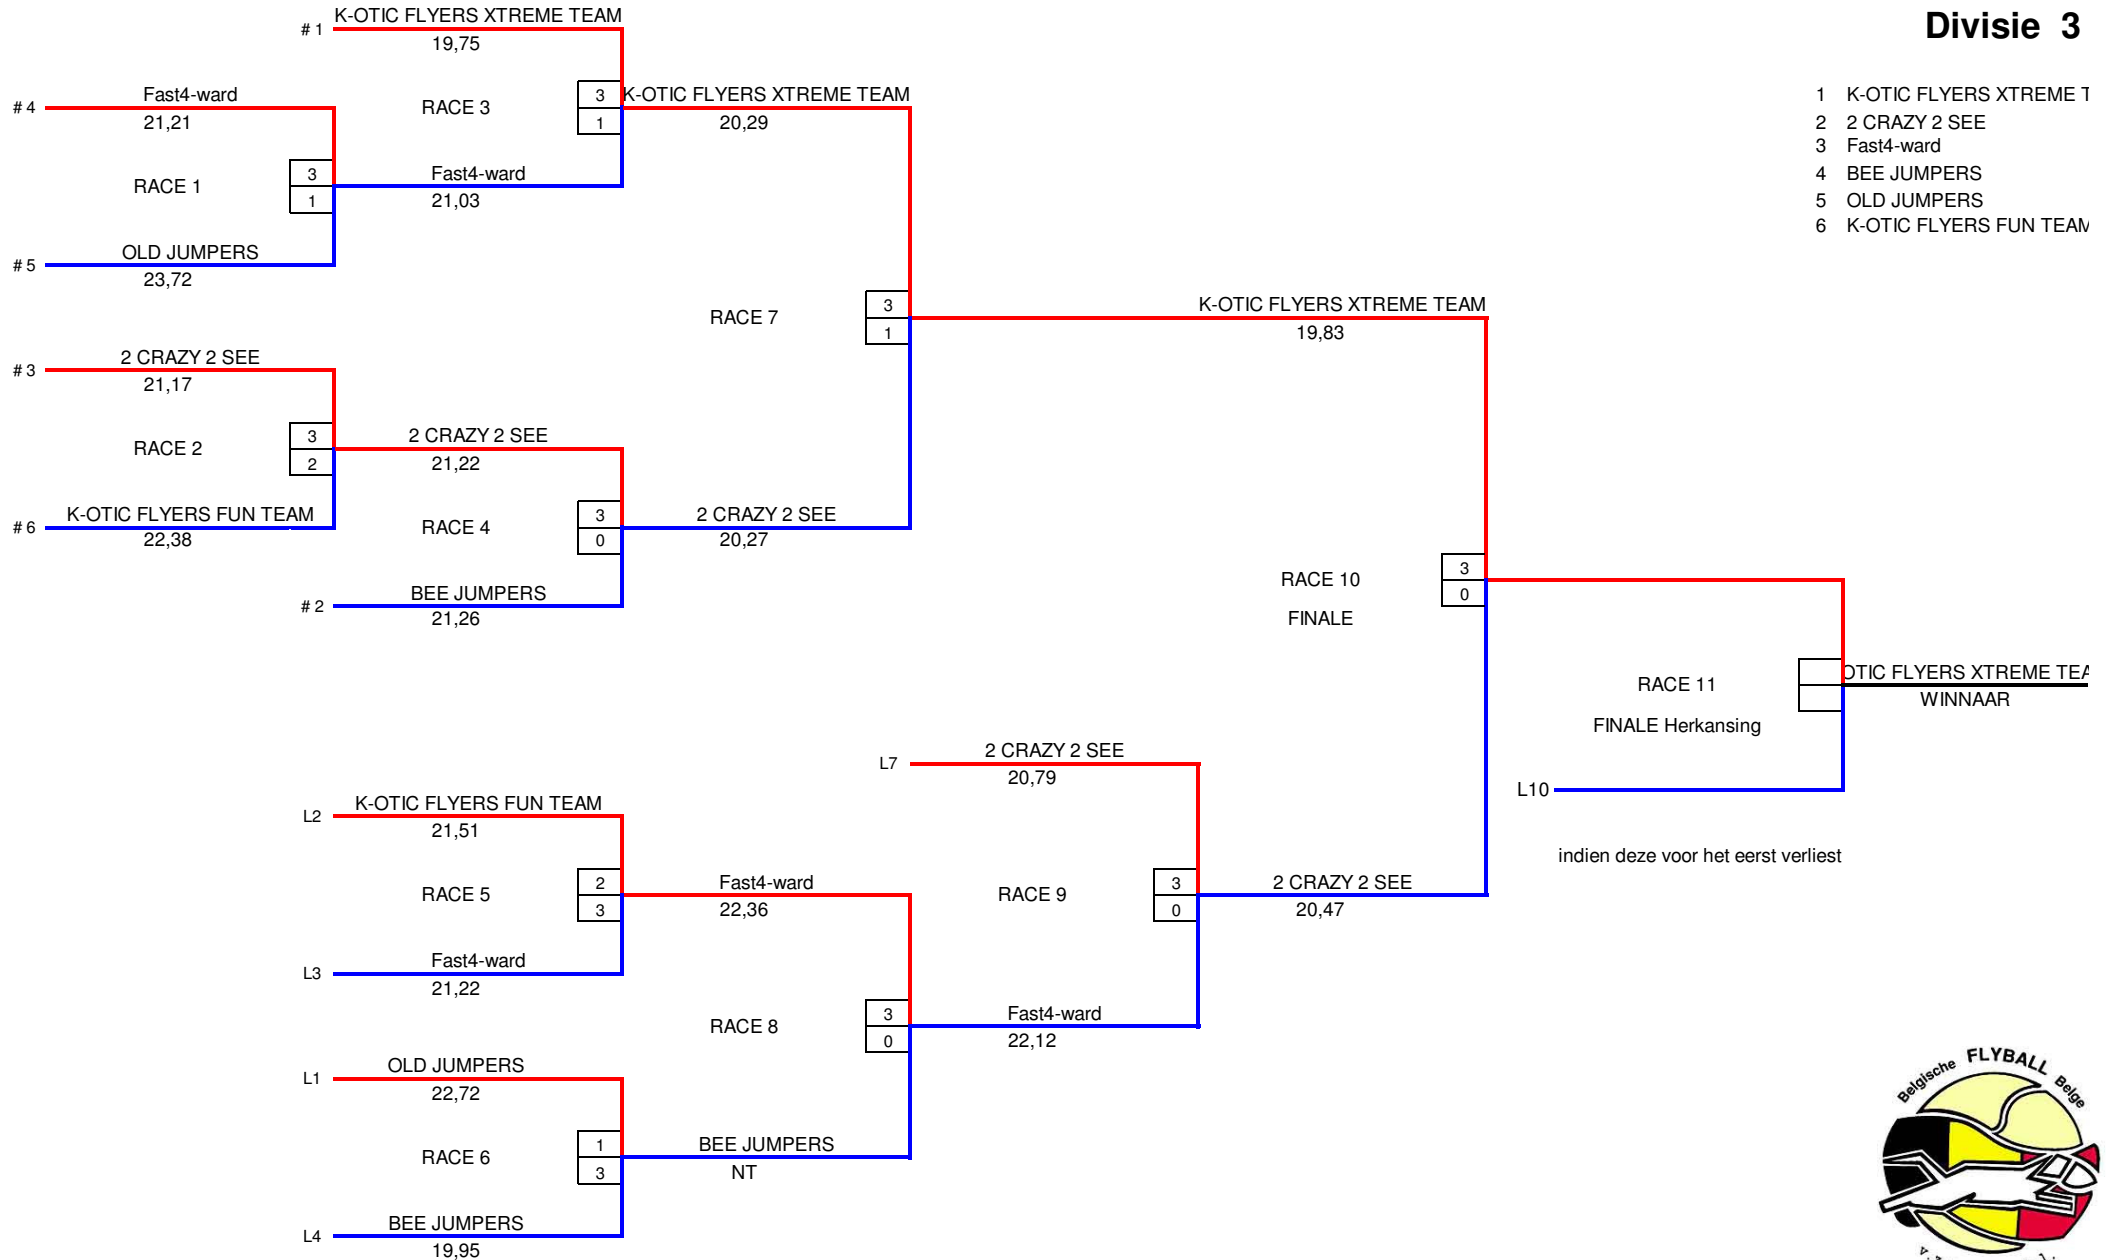 Divisie 3
1 K-OTIC FLYERS XTREME T
2 2 CRAZY 2 SEE
3 Fast4-ward
4 BEE JUMPERS
5 OLD JUMPERS
6 K-OTIC FLYERS FUN TEAM
# 1 K-OTIC FLYERS XTREME TEAM
19,75
# 4 Fast4-ward
21,21
RACE 3
3
1
K-OTIC FLYERS XTREME TEAM
20,29
RACE 1
3
1
Fast4-ward
21,03
# 5 OLD JUMPERS
23,72
RACE 7
3
1
K-OTIC FLYERS XTREME TEAM
19,83
# 3 2 CRAZY 2 SEE
21,17
RACE 2
3
2
2 CRAZY 2 SEE
21,22
# 6 K-OTIC FLYERS FUN TEAM
22,38
RACE 4
3
0
2 CRAZY 2 SEE
20,27
# 2 BEE JUMPERS
21,26
RACE 10
FINALE
3
0
RACE 11
FINALE Herkansing
OTIC FLYERS XTREME TEA
WINNAAR
L7 2 CRAZY 2 SEE
20,79
L10
indien deze voor het eerst verliest
L2 K-OTIC FLYERS FUN TEAM
21,51
RACE 5
2
3
Fast4-ward
22,36
RACE 9
3
0
2 CRAZY 2 SEE
20,47
L3 Fast4-ward
21,22
RACE 8
3
0
Fast4-ward
22,12
L1 OLD JUMPERS
22,72
RACE 6
1
3
BEE JUMPERS
NT
L4 BEE JUMPERS
19,95
Belgische FLYBALL Belge